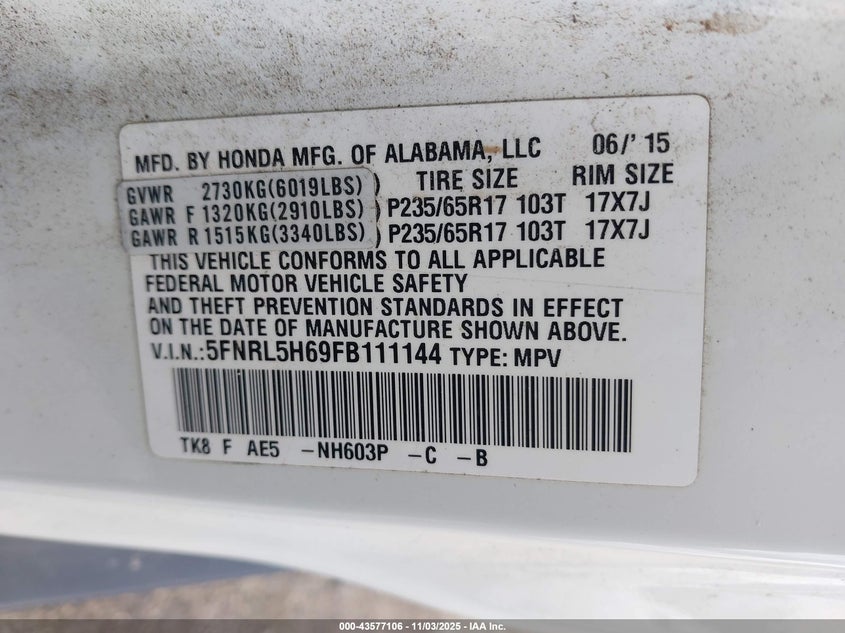 MFD. BY HONDA MFG. OF ALABAMA, LLC 06/'15
GVWR 2730KG(6019LBS) TIRE SIZE RIM SIZE
GAWR F 1320KG(2910LBS) P235/65R17 103T 17X7J
GAWR R 1515KG(3340LBS) P235/65R17 103T 17X7J
THIS VEHICLE CONFORMS TO ALL APPLICABLE
FEDERAL MOTOR VEHICLE SAFETY
AND THEFT PREVENTION STANDARDS IN EFFECT
ON THE DATE OF MANUFACTURE SHOWN ABOVE.
V.I.N.:5FNRL5H69FB111144 TYPE: MPV
TK8 F AE5 -NH603P -C -B
000-43577106 - 11/03/2025 - IAA Inc.